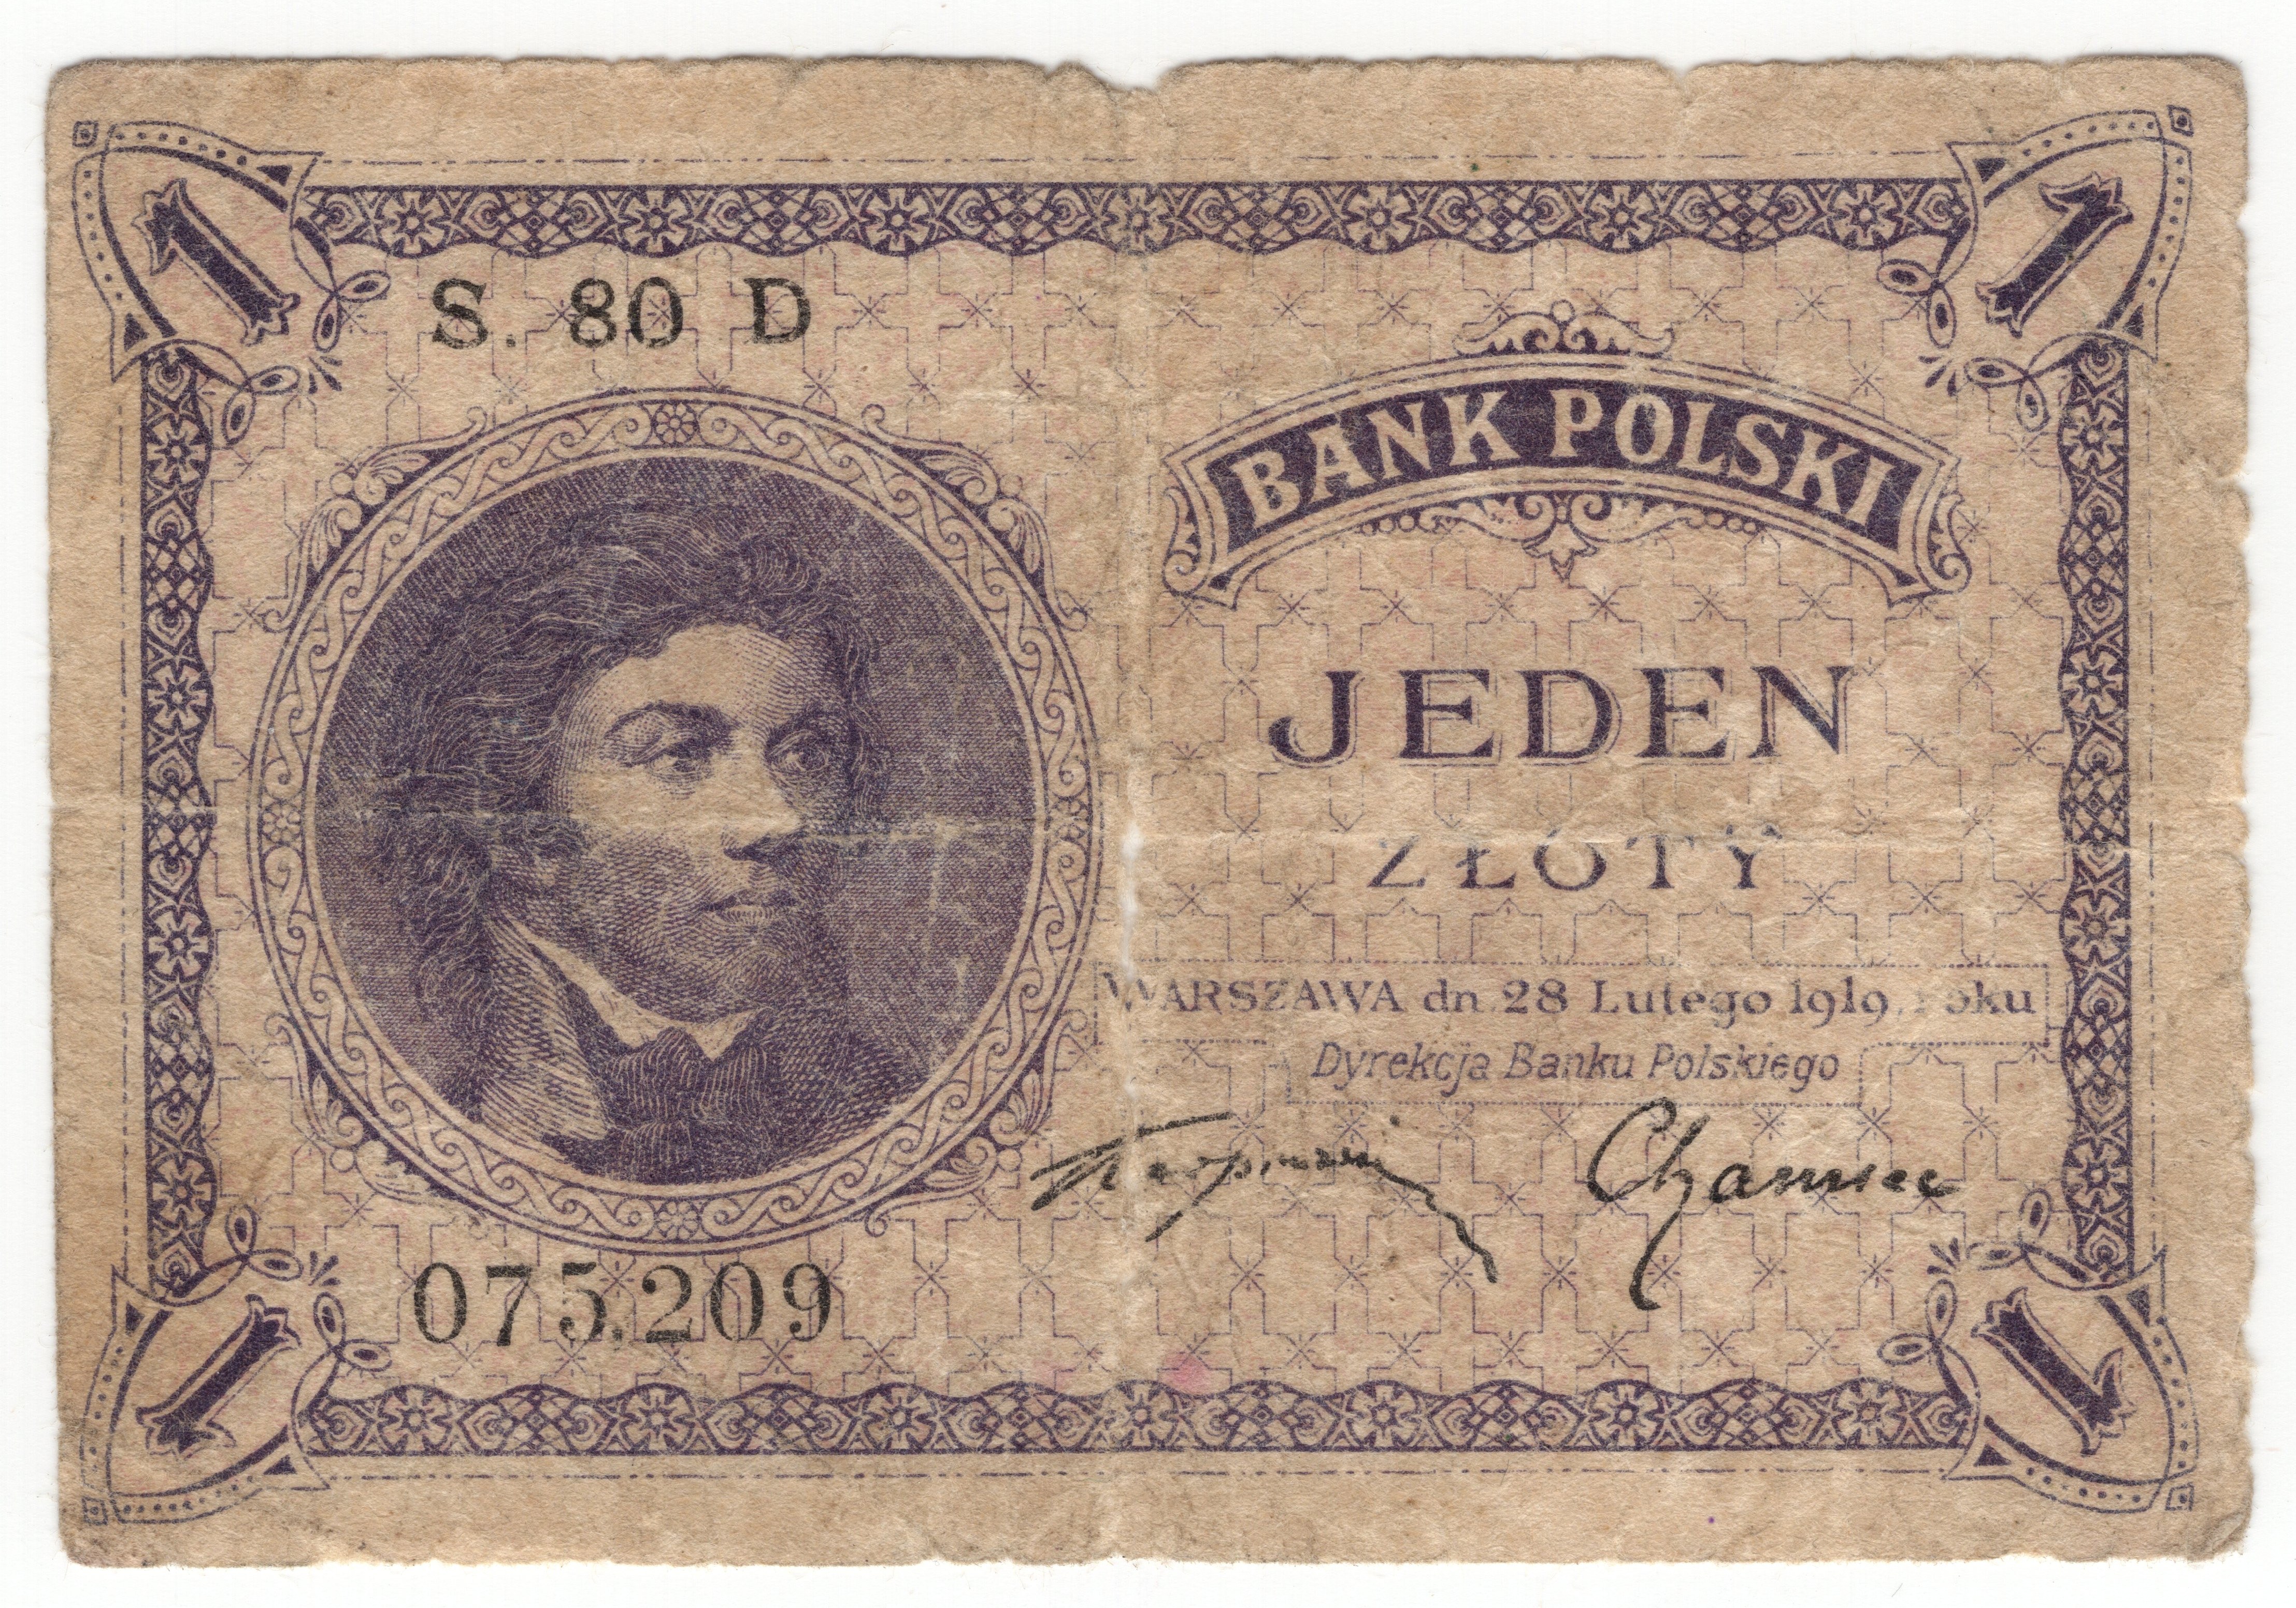 1
1
S. 80 D
BANK POLSKI
JEDEN
ZŁOTY
WARSZAWA dn. 28 Lutego 1919. roku
Dyrekcja Banku Polskiego
075.209
1
1